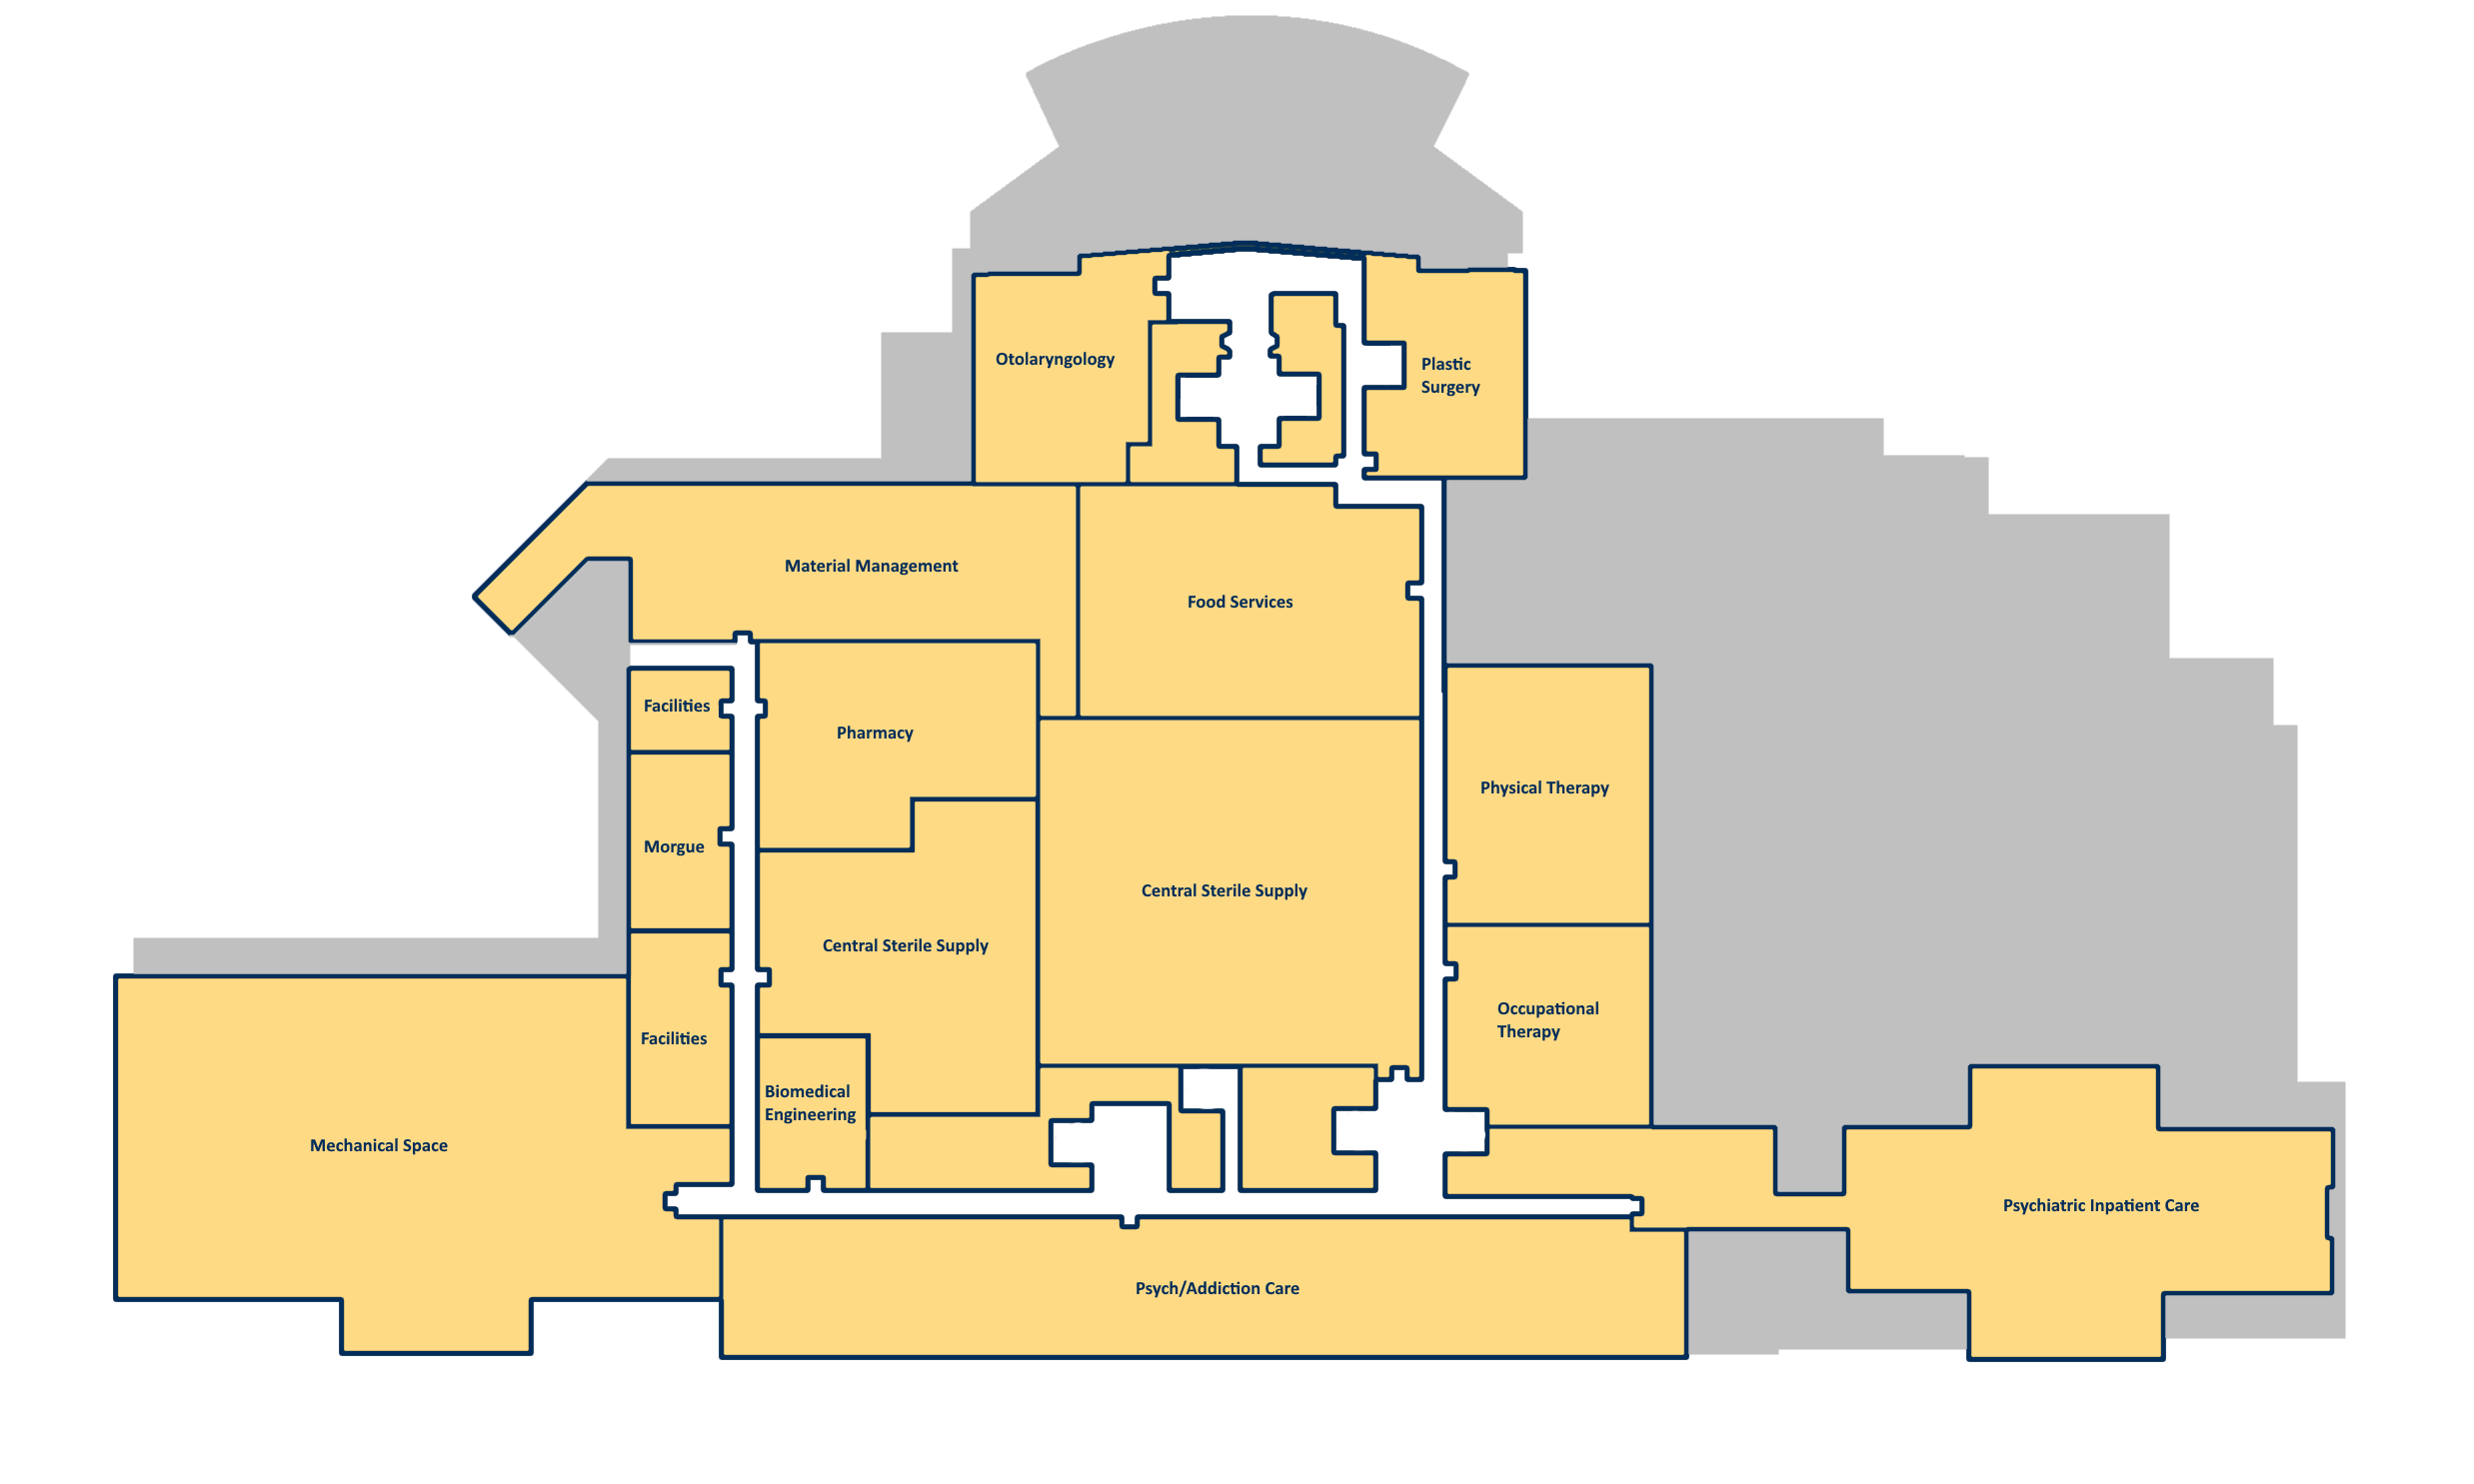 Otolaryngology
Plastic
Surgery
Material Management
Food Services
Facilities
Pharmacy
Physical Therapy
Morgue
Central Sterile Supply
Central Sterile Supply
Occupational
Therapy
Facilities
Biomedical
Engineering
Mechanical Space
Psychiatric Inpatient Care
Psych/Addiction Care